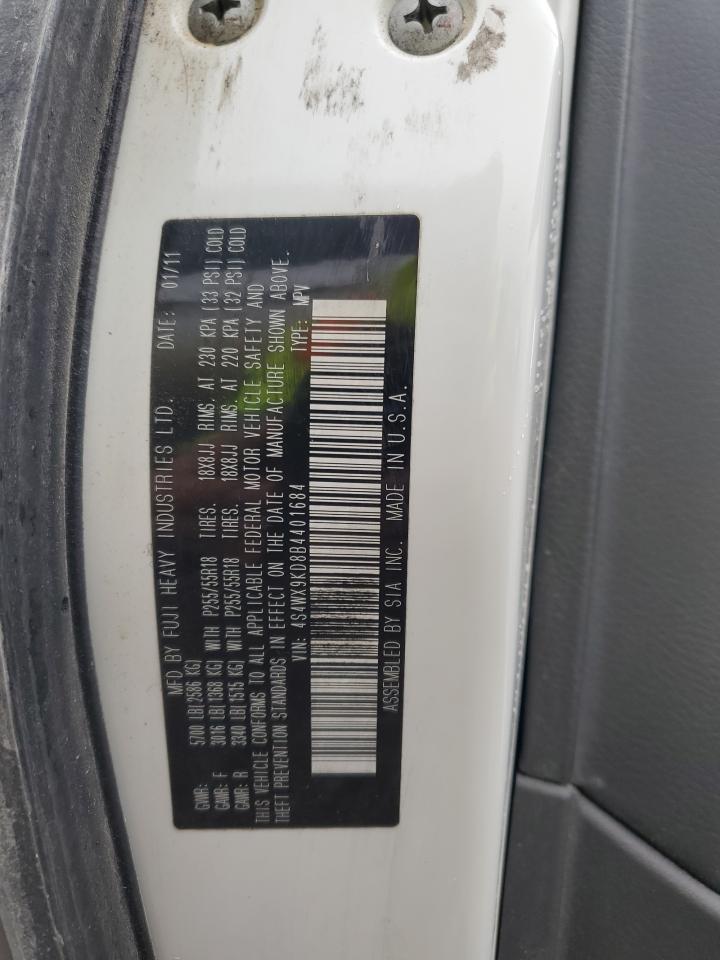 MFD BY FUJI HEAVY INDUSTRIES LTD. DATE: 01/11
GVWR: 5700 LB(2586 KG)
GAWR: F 3016 LB(1368 KG) WITH P255/55R18 TIRES. 18X8JJ RIMS. AT 230 KPA (33 PSI) COLD
GAWR: R 3340 LB(1515 KG) WITH P255/55R18 TIRES. 18X8JJ RIMS. AT 220 KPA (32 PSI) COLD
THIS VEHICLE CONFORMS TO ALL APPLICABLE FEDERAL MOTOR VEHICLE SAFETY AND
THEFT PREVENTION STANDARDS IN EFFECT ON THE DATE OF MANUFACTURE SHOWN ABOVE.
VIN: 4S4WX9KD8B4401684 TYPE: MPV
ASSEMBLED BY SIA INC. MADE IN U.S.A.